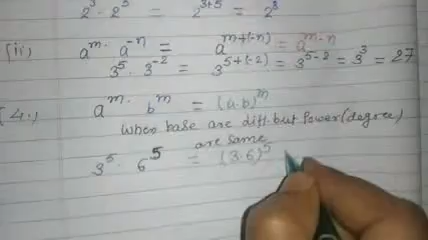 2³ · 2⁵ = 2³⁺⁵ = 2⁸
(ii) aᵐ · a⁻ⁿ = aᵐ⁺⁽⁻ⁿ⁾ = aᵐ⁻ⁿ
3⁵ · 3⁻² = 3⁵⁺⁽⁻²⁾ = 3⁵⁻² = 3³ = 27
(4.) aᵐ · bᵐ = (a.b)ᵐ
When base are diff. but Power(degree)
are same
3⁵ · 6⁵ = (3.6)⁵